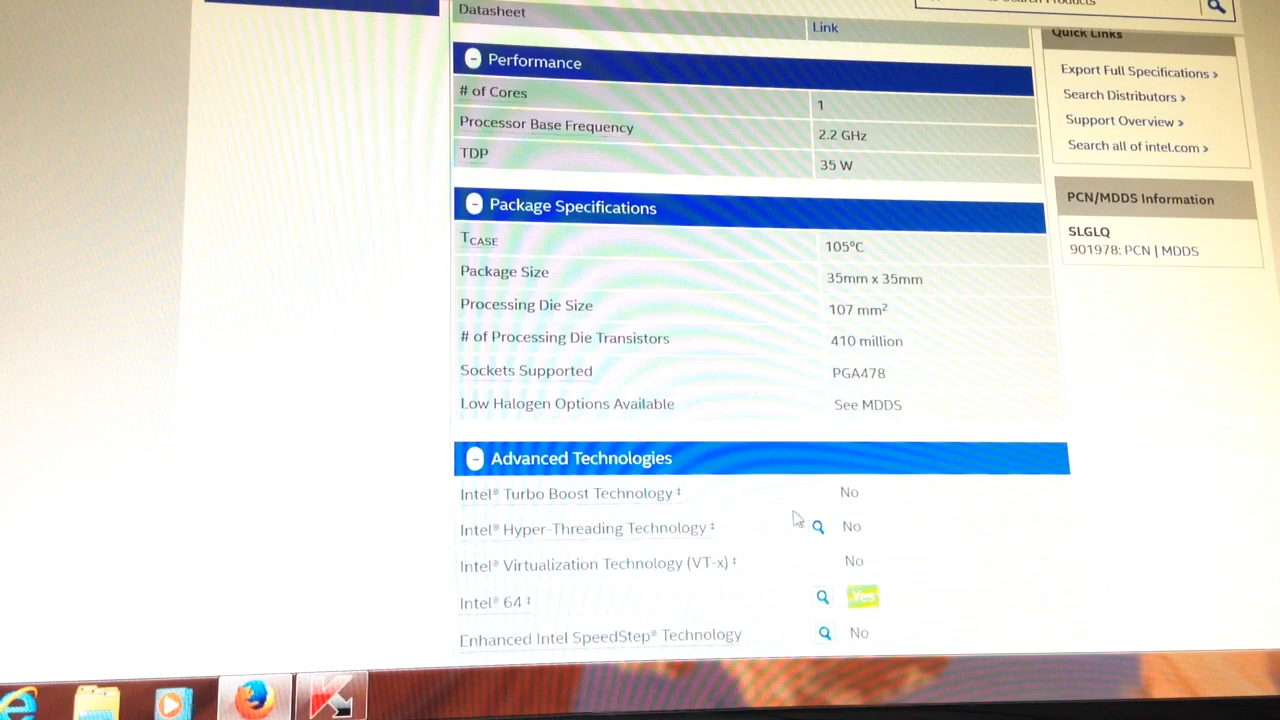 Datasheet Link
Performance
# of Cores 1
Processor Base Frequency 2.2 GHz
TDP 35 W
Package Specifications
TCASE 105°C
Package Size 35mm x 35mm
Processing Die Size 107 mm²
# of Processing Die Transistors 410 million
Sockets Supported PGA478
Low Halogen Options Available See MDDS
Advanced Technologies
Intel® Turbo Boost Technology ‡ No
Intel® Hyper-Threading Technology ‡ No
Intel® Virtualization Technology (VT-x) ‡ No
Intel® 64 ‡ Yes
Enhanced Intel SpeedStep® Technology No
Quick Links
Export Full Specifications ›
Search Distributors ›
Support Overview ›
Search all of intel.com ›
PCN/MDDS Information
SLGLQ
901978: PCN | MDDS